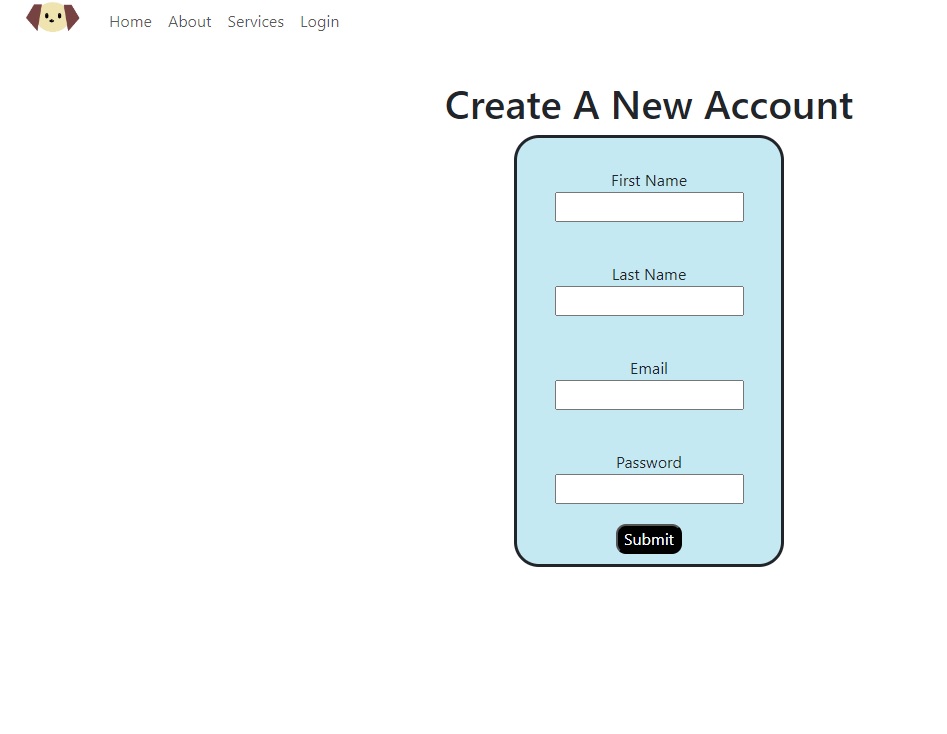 Home About Services Login
Create A New Account
First Name
Last Name
Email
Password
Submit